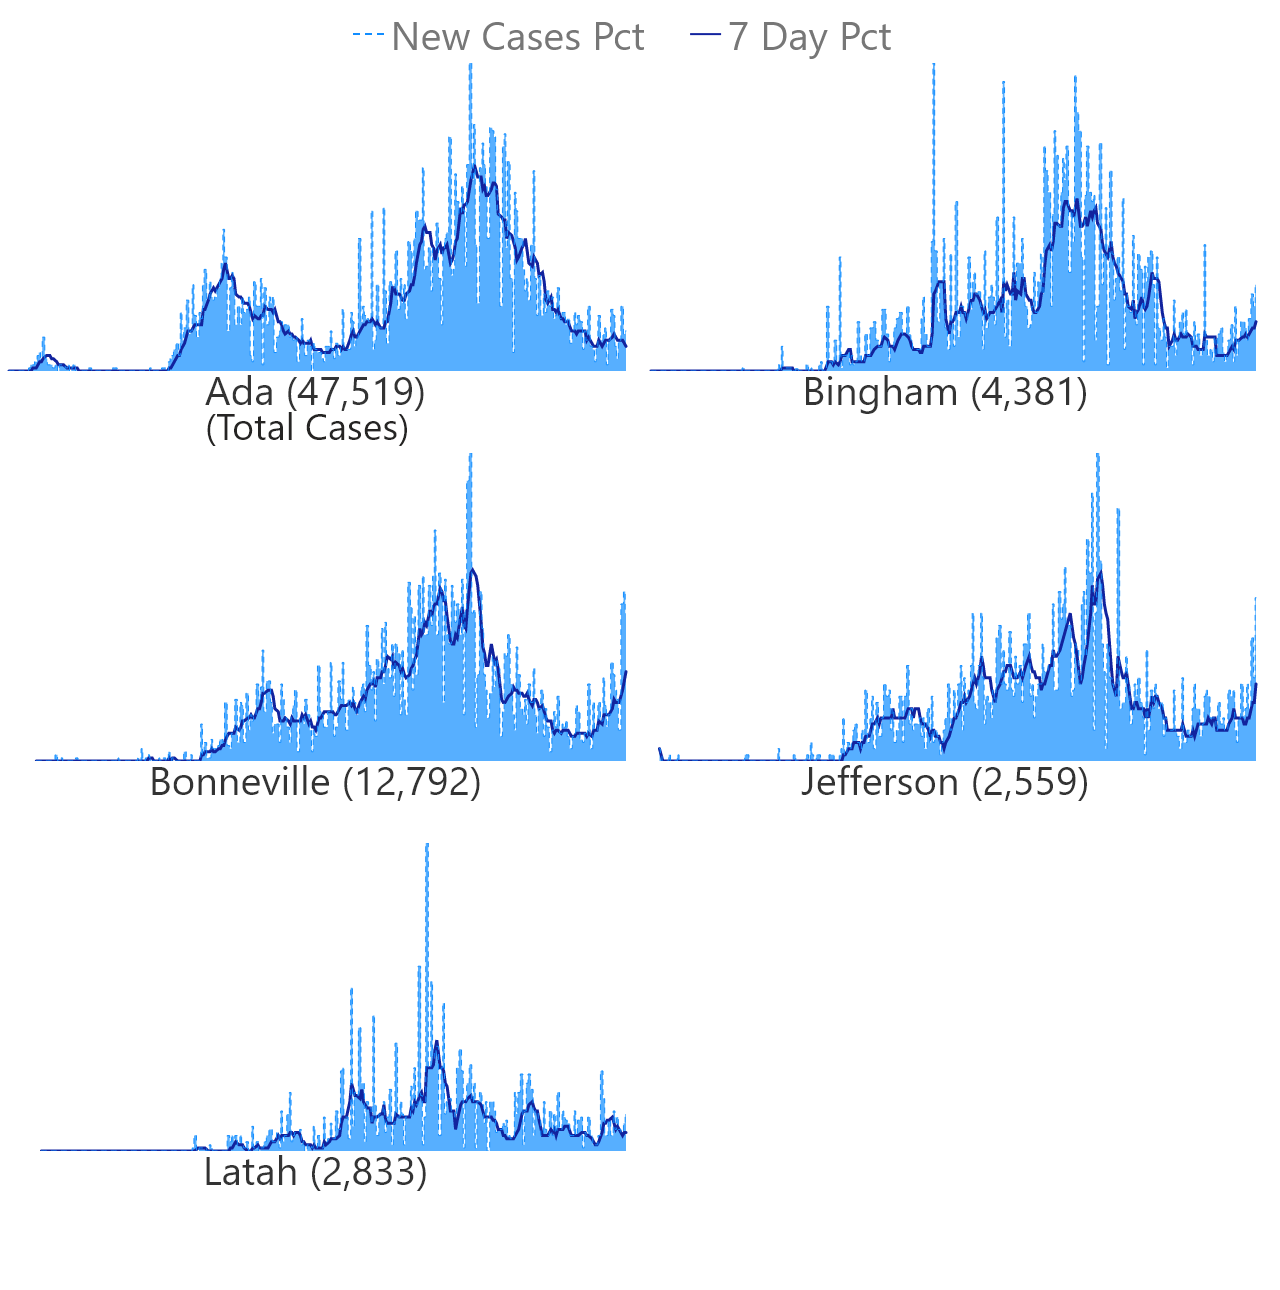 New Cases Pct 7 Day Pct
Ada (47,519)
(Total Cases)
Bingham (4,381)
Bonneville (12,792)
Jefferson (2,559)
Latah (2,833)